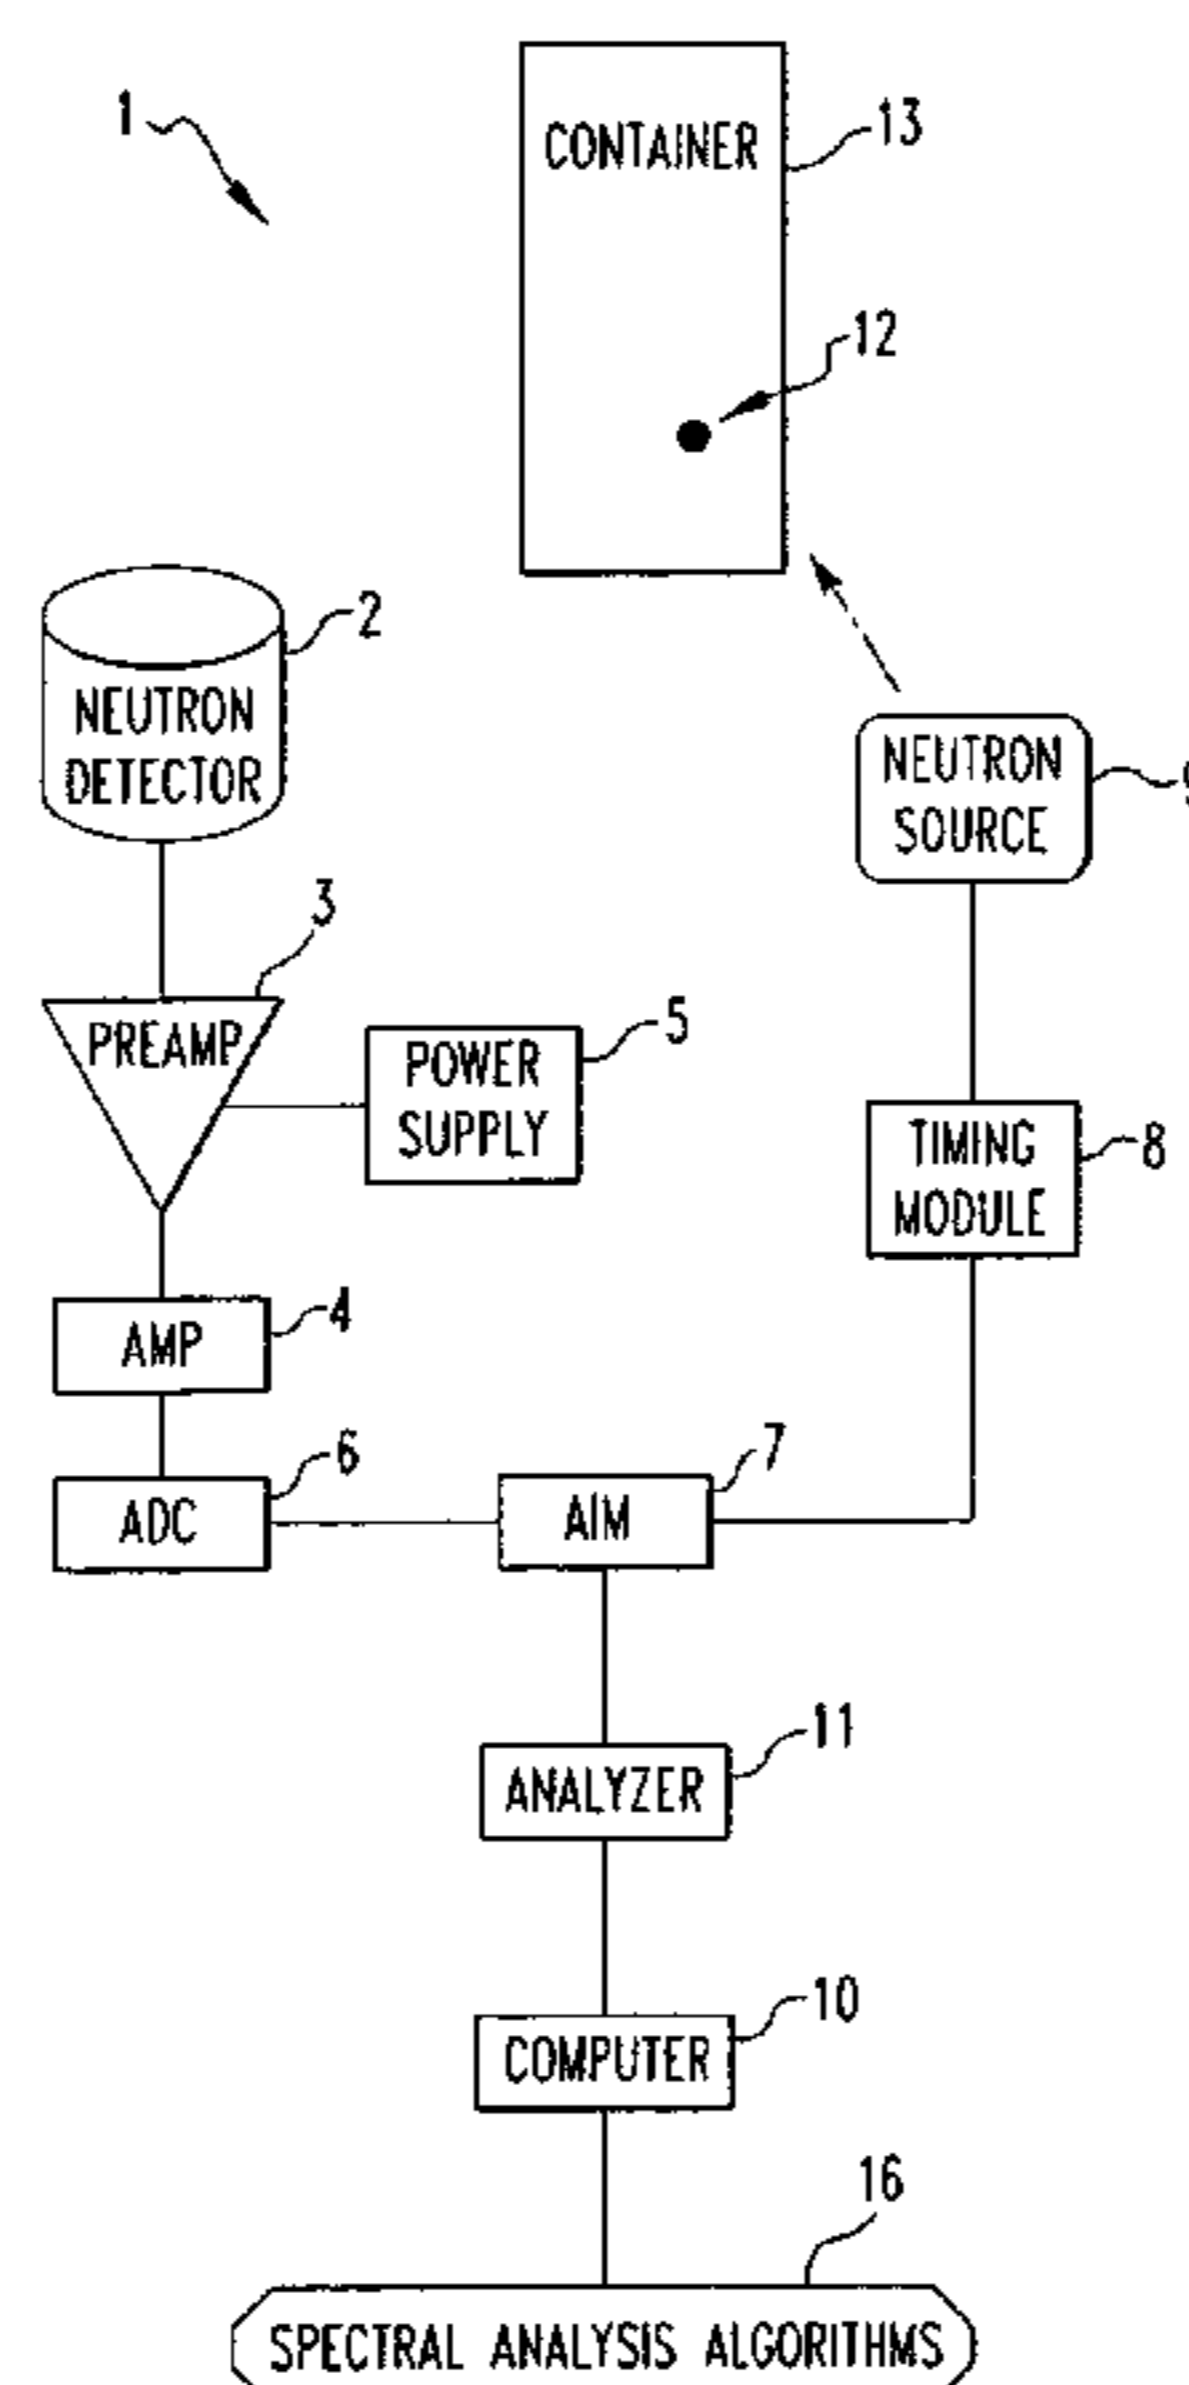 1
CONTAINER
13
12
2
NEUTRON
DETECTOR
NEUTRON
SOURCE
9
3
PREAMP
5
POWER
SUPPLY
TIMING
MODULE
8
4
AMP
6
ADC
7
AIM
11
ANALYZER
10
COMPUTER
16
SPECTRAL ANALYSIS ALGORITHMS